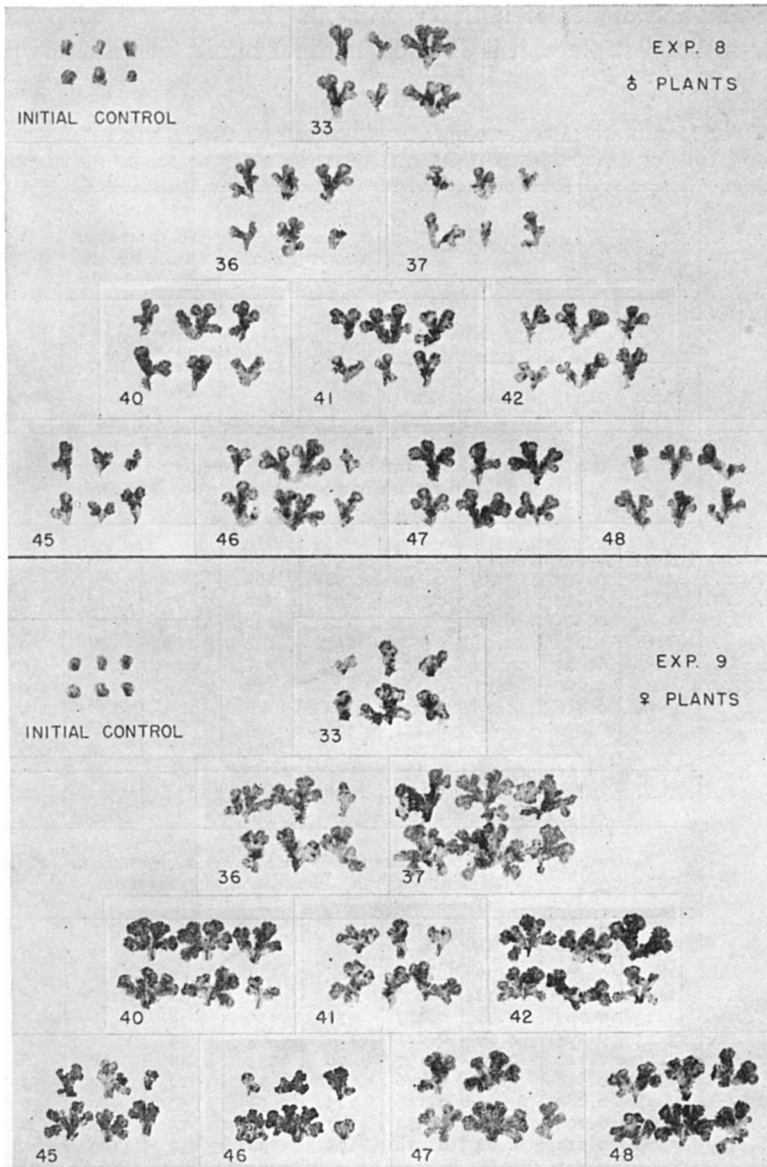 EXP. 8
♂ PLANTS
INITIAL CONTROL
33
36 37
40 41 42
45 46 47 48
EXP. 9
♀ PLANTS
INITIAL CONTROL
33
36 37
40 41 42
45 46 47 48